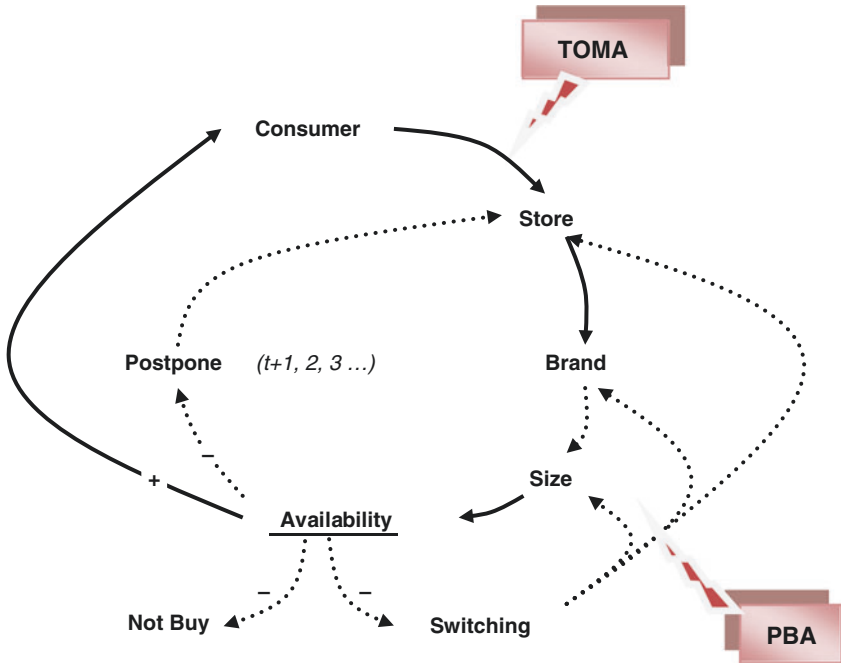 TOMA
Consumer
Store
Postpone (t+1, 2, 3 ...)
Brand
–
+
Size
Availability
– –
Not Buy
Switching
PBA